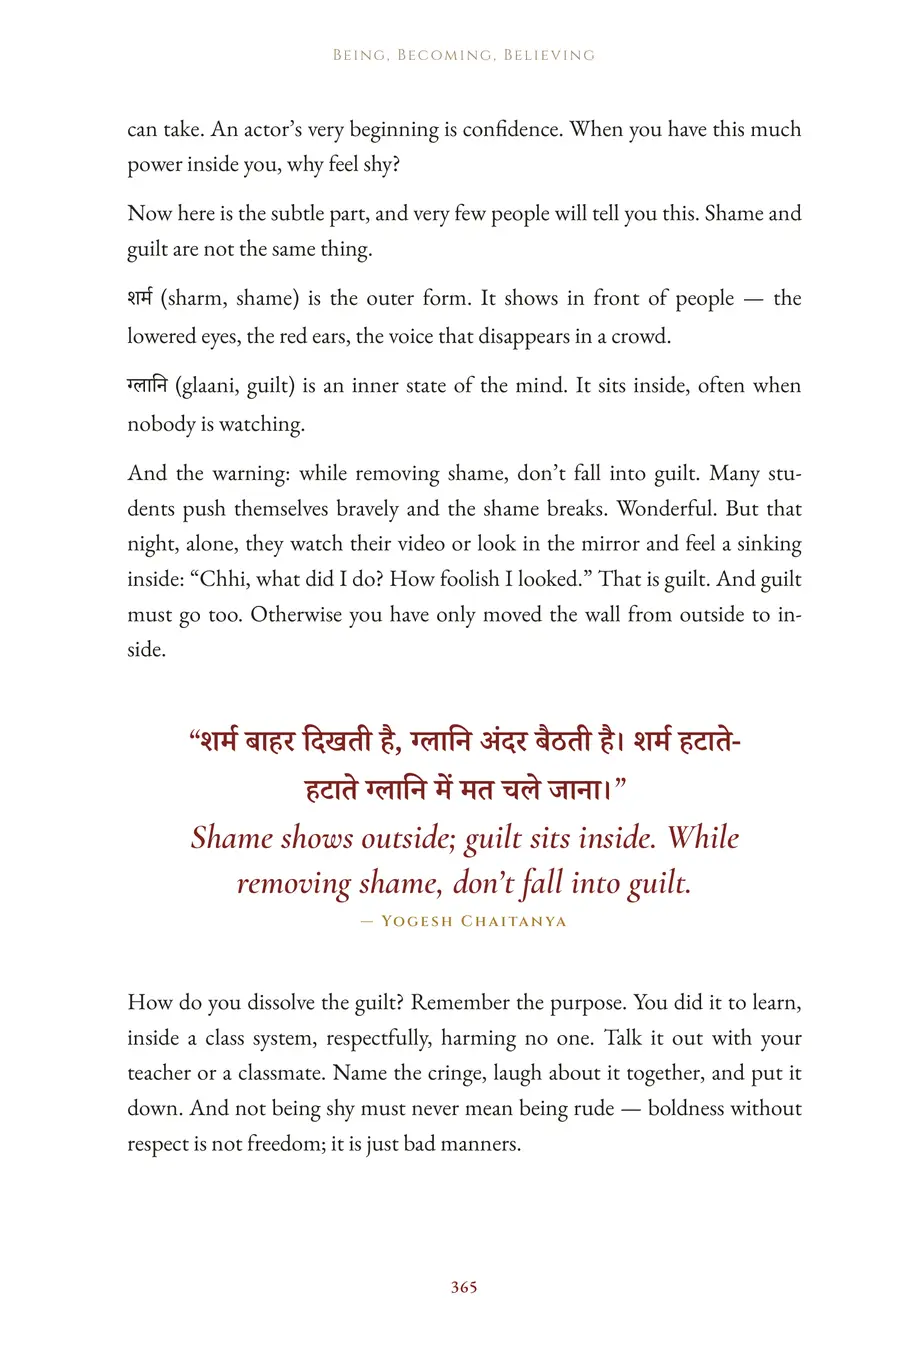 Being, Becoming, Believing
can take. An actor’s very beginning is confidence. When you have this much
power inside you, why feel shy?
Now here is the subtle part, and very few people will tell you this. Shame and
guilt are not the same thing.
शर्म (sharm, shame) is the outer form. It shows in front of people — the
lowered eyes, the red ears, the voice that disappears in a crowd.
ग्लानि (glaani, guilt) is an inner state of the mind. It sits inside, often when
nobody is watching.
And the warning: while removing shame, don’t fall into guilt. Many stu-
dents push themselves bravely and the shame breaks. Wonderful. But that
night, alone, they watch their video or look in the mirror and feel a sinking
inside: “Chhi, what did I do? How foolish I looked.” That is guilt. And guilt
must go too. Otherwise you have only moved the wall from outside to in-
side.
“शर्म बाहर दिखती है, ग्लानि अंदर बैठती है। शर्म हटाते-
हटाते ग्लानि में मत चले जाना।”
Shame shows outside; guilt sits inside. While
removing shame, don’t fall into guilt.
— Yogesh Chaitanya
How do you dissolve the guilt? Remember the purpose. You did it to learn,
inside a class system, respectfully, harming no one. Talk it out with your
teacher or a classmate. Name the cringe, laugh about it together, and put it
down. And not being shy must never mean being rude — boldness without
respect is not freedom; it is just bad manners.
365